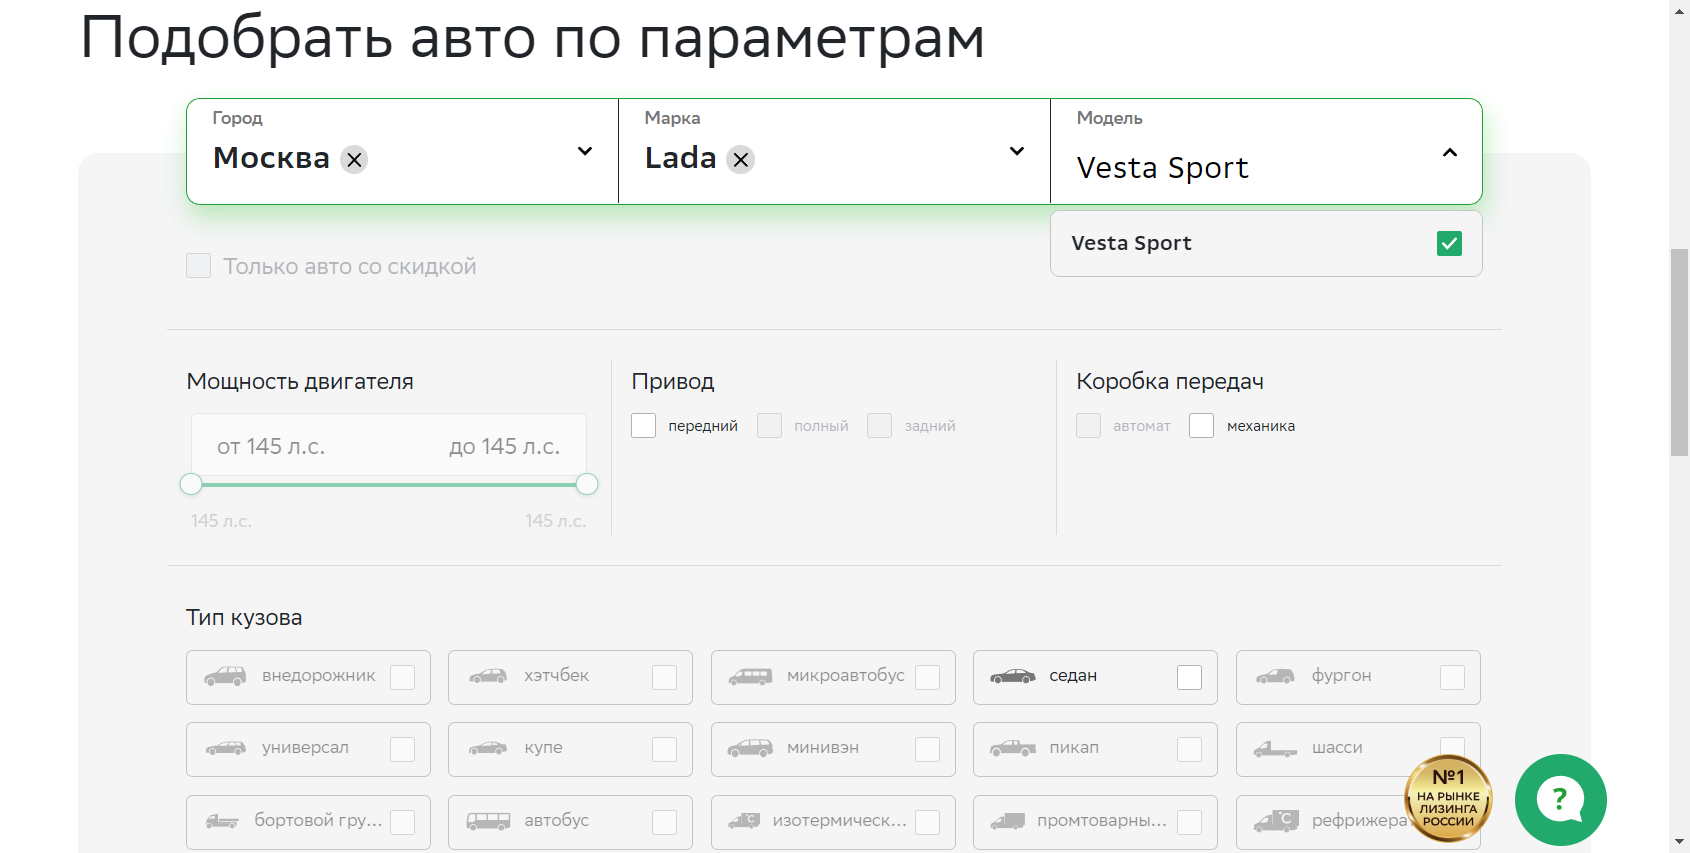 Подобрать авто по параметрам
Город
Марка
Модель
Москва
Lada
Vesta Sport
Vesta Sport
Только авто со скидкой
Мощность двигателя
Привод
Коробка передач
от 145 л.с.
до 145 л.с.
передний
полный
задний
автомат
механика
145 л.с.
145 л.с.
Тип кузова
внедорожник
хэтчбек
микроавтобус
седан
фургон
универсал
купе
минивэн
пикап
шасси
бортовой гру...
автобус
изотермическ...
промтоварны...
рефрижера
№1
НА РЫНКЕ
ЛИЗИНГА
РОССИИ
?